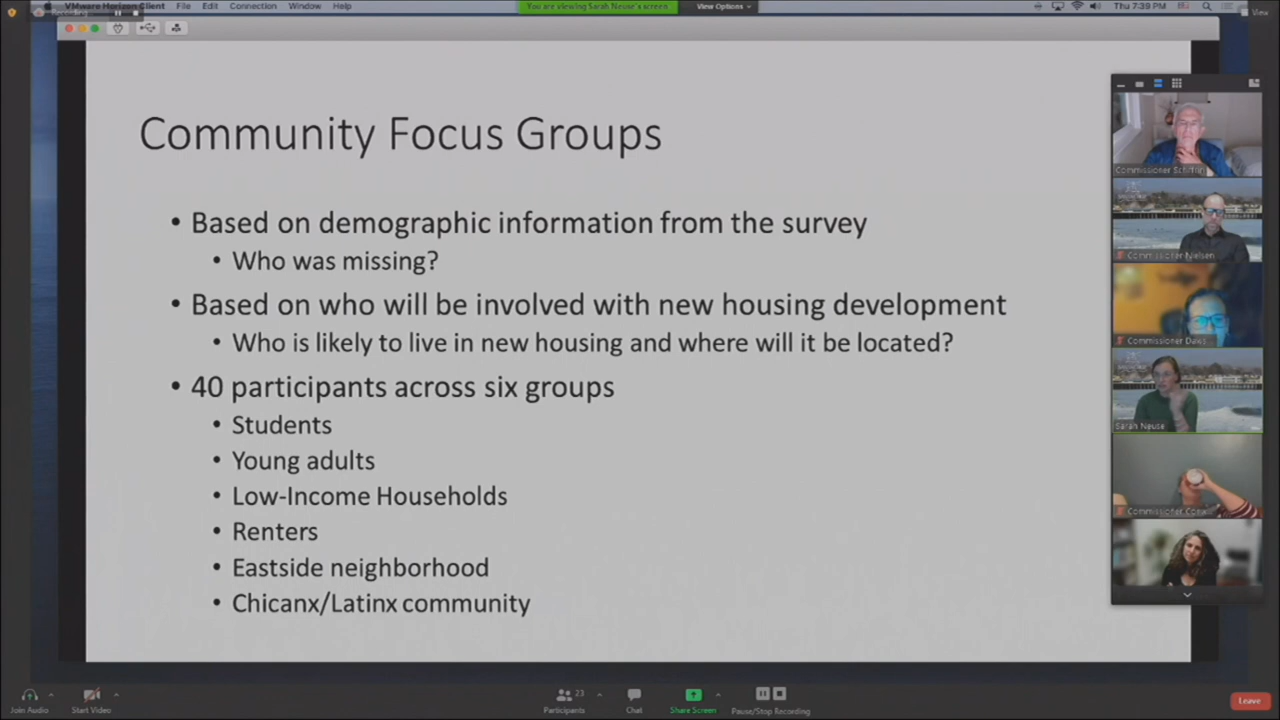 VMware Horizon Client File Edit Connection Window Help
You are viewing Sarah Neuse's screen
View Options
Thu 7:39 PM
View
Recording
Community Focus Groups
• Based on demographic information from the survey
• Who was missing?
• Based on who will be involved with new housing development
• Who is likely to live in new housing and where will it be located?
• 40 participants across six groups
• Students
• Young adults
• Low-Income Households
• Renters
• Eastside neighborhood
• Chicanx/Latinx community
Commissioner Schiffrin
Commissioner Nielsen
Commissioner Daws
Sarah Neuse
Commissioner
Join Audio
Start Video
Participants
23
Chat
Share Screen
Pause/Stop Recording
Leave